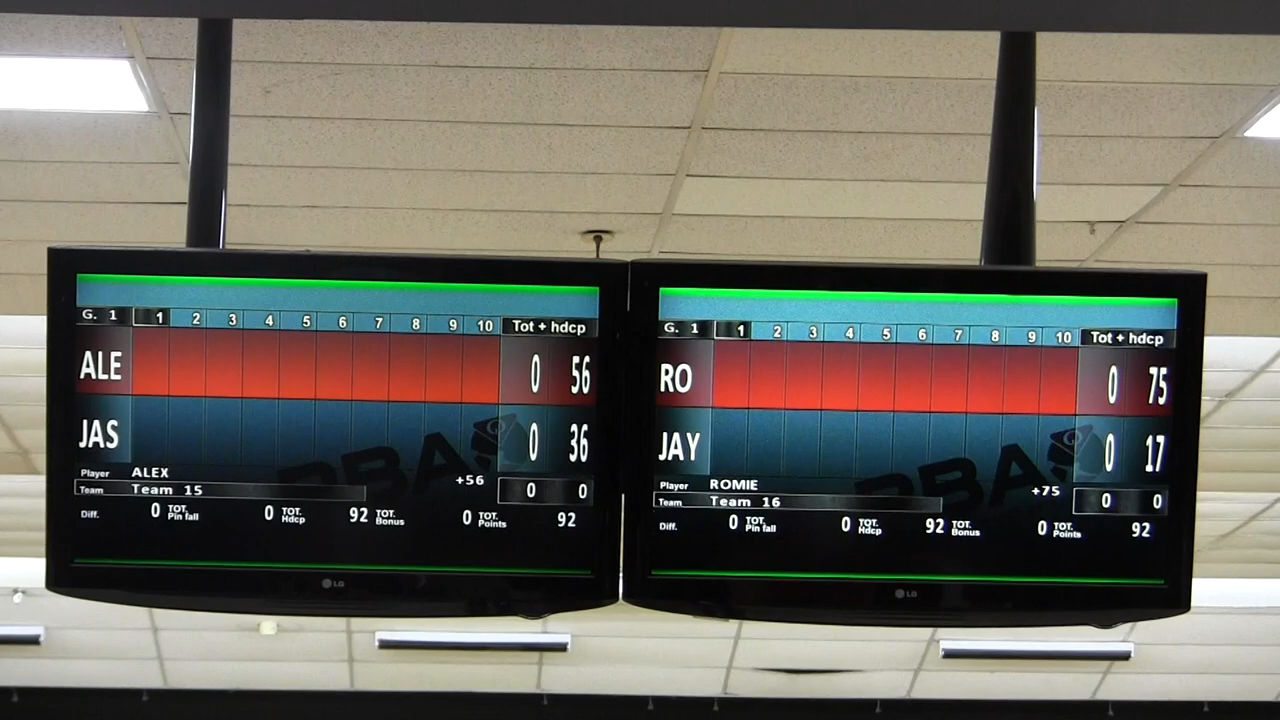 G. 1 1 2 3 4 5 6 7 8 9 10 Tot + hdcp
ALE 0 56
JAS 0 36
BBA
Player ALEX +56
Team Team 15 0 0
Diff. 0 TOT. Pin fall 0 TOT. Hdcp 92 TOT. Bonus 0 TOT. Points 92
LG
G. 1 1 2 3 4 5 6 7 8 9 10 Tot + hdcp
RO 0 75
JAY 0 17
BBA
Player ROMIE +75
Team Team 16 0 0
Diff. 0 TOT. Pin fall 0 TOT. Hdcp 92 TOT. Bonus 0 TOT. Points 92
LG